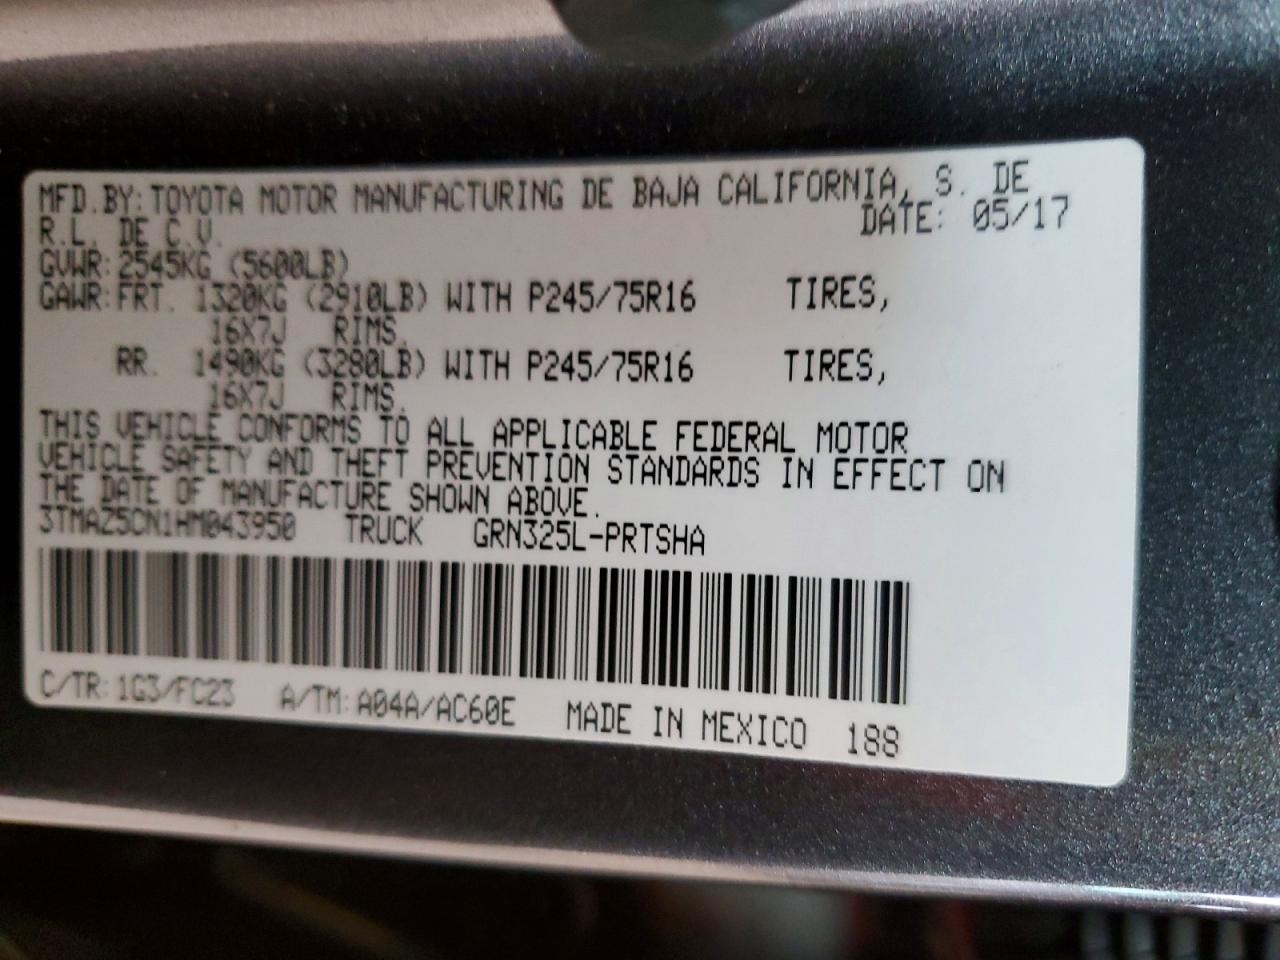 MFD.BY: TOYOTA MOTOR MANUFACTURING DE BAJA CALIFORNIA, S. DE
R.L. DE C.V. DATE: 05/17
GVWR: 2545KG (5600LB)
GAWR: FRT. 1320KG (2910LB) WITH P245/75R16 TIRES,
16X7J RIMS.
RR. 1490KG (3280LB) WITH P245/75R16 TIRES,
16X7J RIMS.
THIS VEHICLE CONFORMS TO ALL APPLICABLE FEDERAL MOTOR
VEHICLE SAFETY AND THEFT PREVENTION STANDARDS IN EFFECT ON
THE DATE OF MANUFACTURE SHOWN ABOVE.
3TMAZ5CN1HM043950 TRUCK GRN325L-PRTSHA
C/TR: 1G3/FC23 A/TM: A04A/AC60E MADE IN MEXICO 188